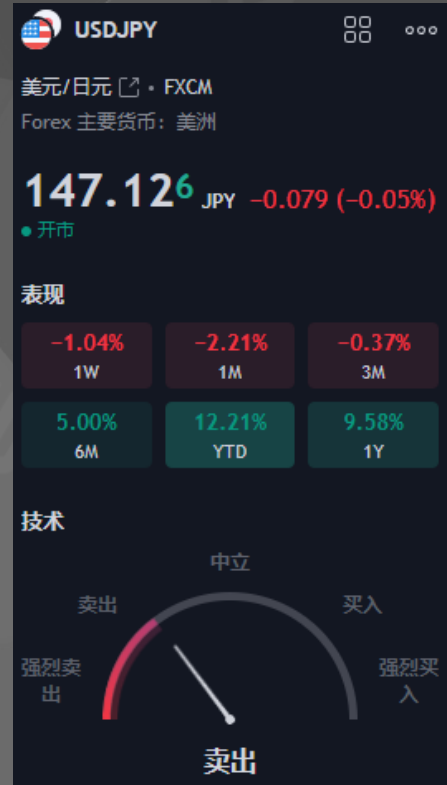 USDJPY
美元/日元 • FXCM
Forex 主要货币：美洲
147.126 JPY −0.079 (−0.05%)
开市
表现
−1.04% −2.21% −0.37%
1W 1M 3M
5.00% 12.21% 9.58%
6M YTD 1Y
技术
中立
卖出 买入
强烈卖出 强烈买入
卖出